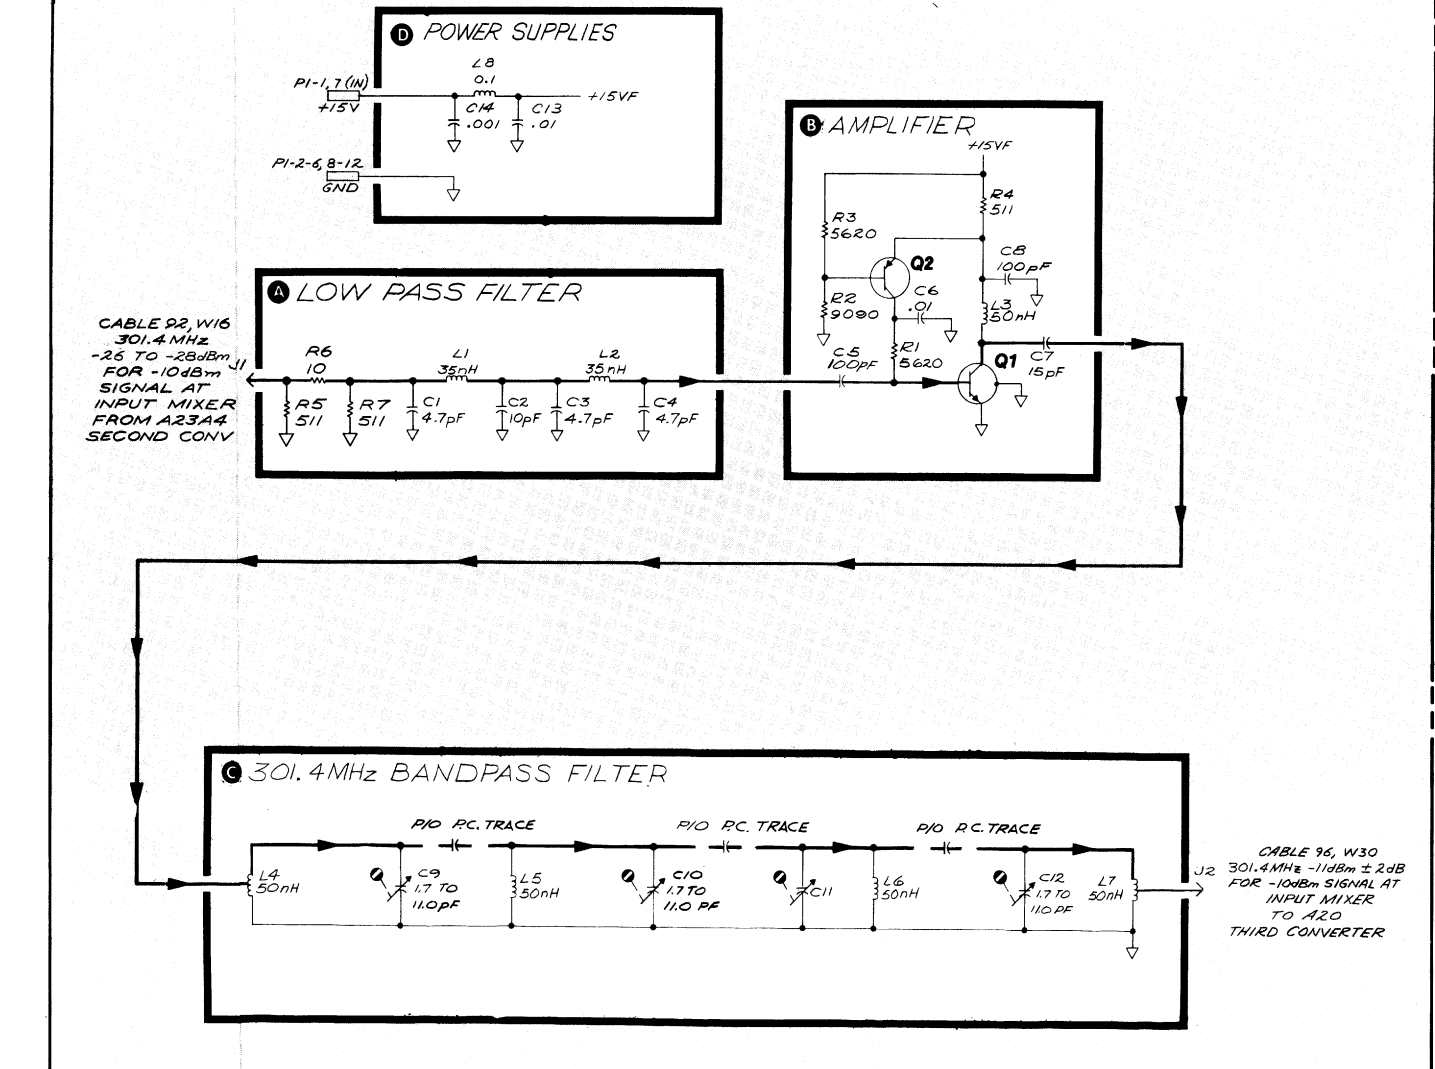 D POWER SUPPLIES
L8
0.1
P1-1,7 (IN)
+15V
C14
.001
C13
.01
+15VF
P1-2-6, 8-12
GND
B AMPLIFIER
+15VF
R4
511
R3
5620
Q2
C8
100pF
R2
9090
C6
.01
L3
50nH
R1
5620
C5
100pF
Q1
C7
15pF
A LOW PASS FILTER
CABLE 92, W16
301.4 MHz
-26 TO -28dBm
FOR -10dBm
SIGNAL AT
INPUT MIXER
FROM A23A4
SECOND CONV
J1
R6
10
L1
35nH
L2
35nH
R5
511
R7
511
C1
4.7pF
C2
10pF
C3
4.7pF
C4
4.7pF
C 301.4MHz BANDPASS FILTER
P/O P.C. TRACE
P/O P.C. TRACE
P/O P.C. TRACE
L4
50nH
C9
1.7 TO
11.0pF
L5
50nH
C10
1.7 TO
11.0 PF
C11
L6
50nH
C12
1.7 TO
11.0 PF
L7
50nH
J2
CABLE 96, W30
301.4MHz -11dBm ± 2dB
FOR -10dBm SIGNAL AT
INPUT MIXER
TO A20
THIRD CONVERTER